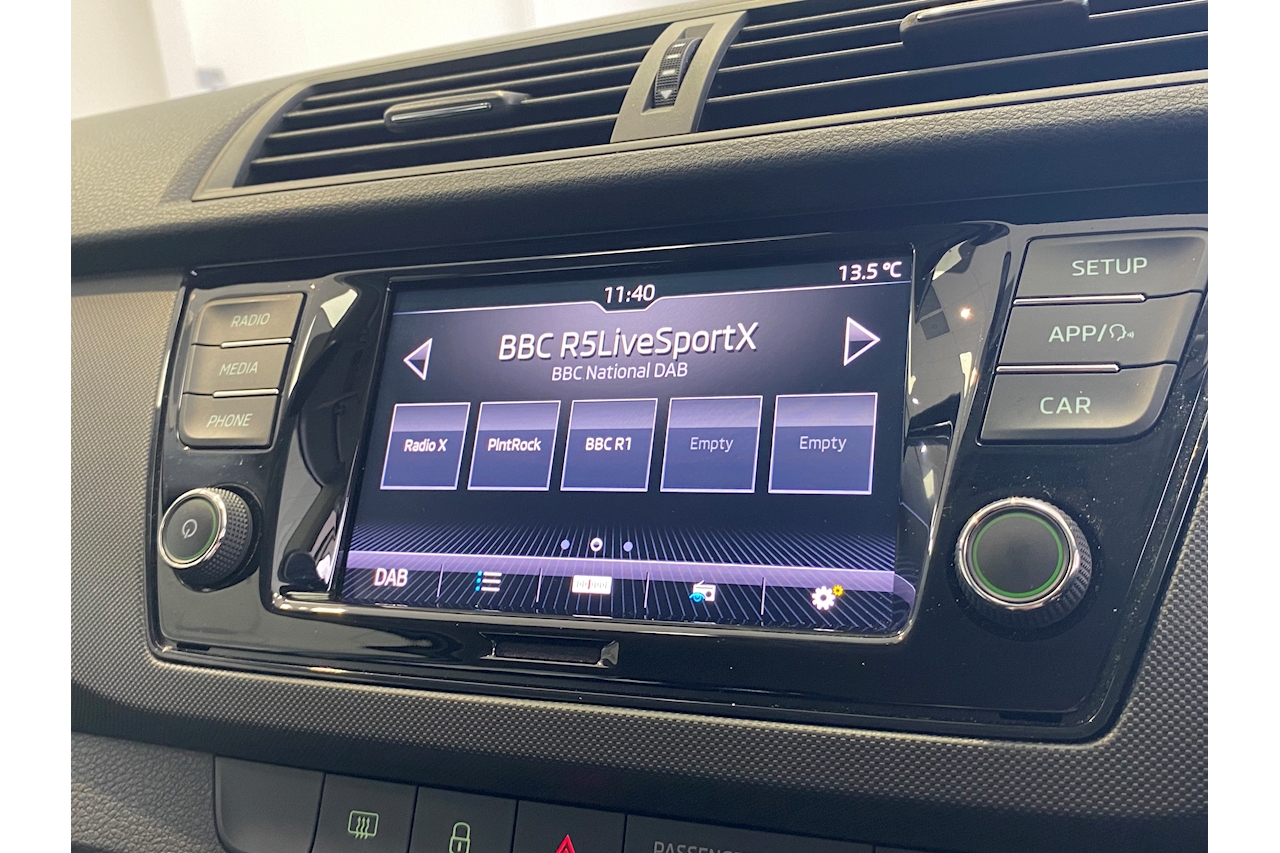 11:40
13.5 °C
BBC R5LiveSportX
BBC National DAB
Radio X
PlntRock
BBC R1
Empty
Empty
DAB
RADIO
MEDIA
PHONE
SETUP
APP/
CAR